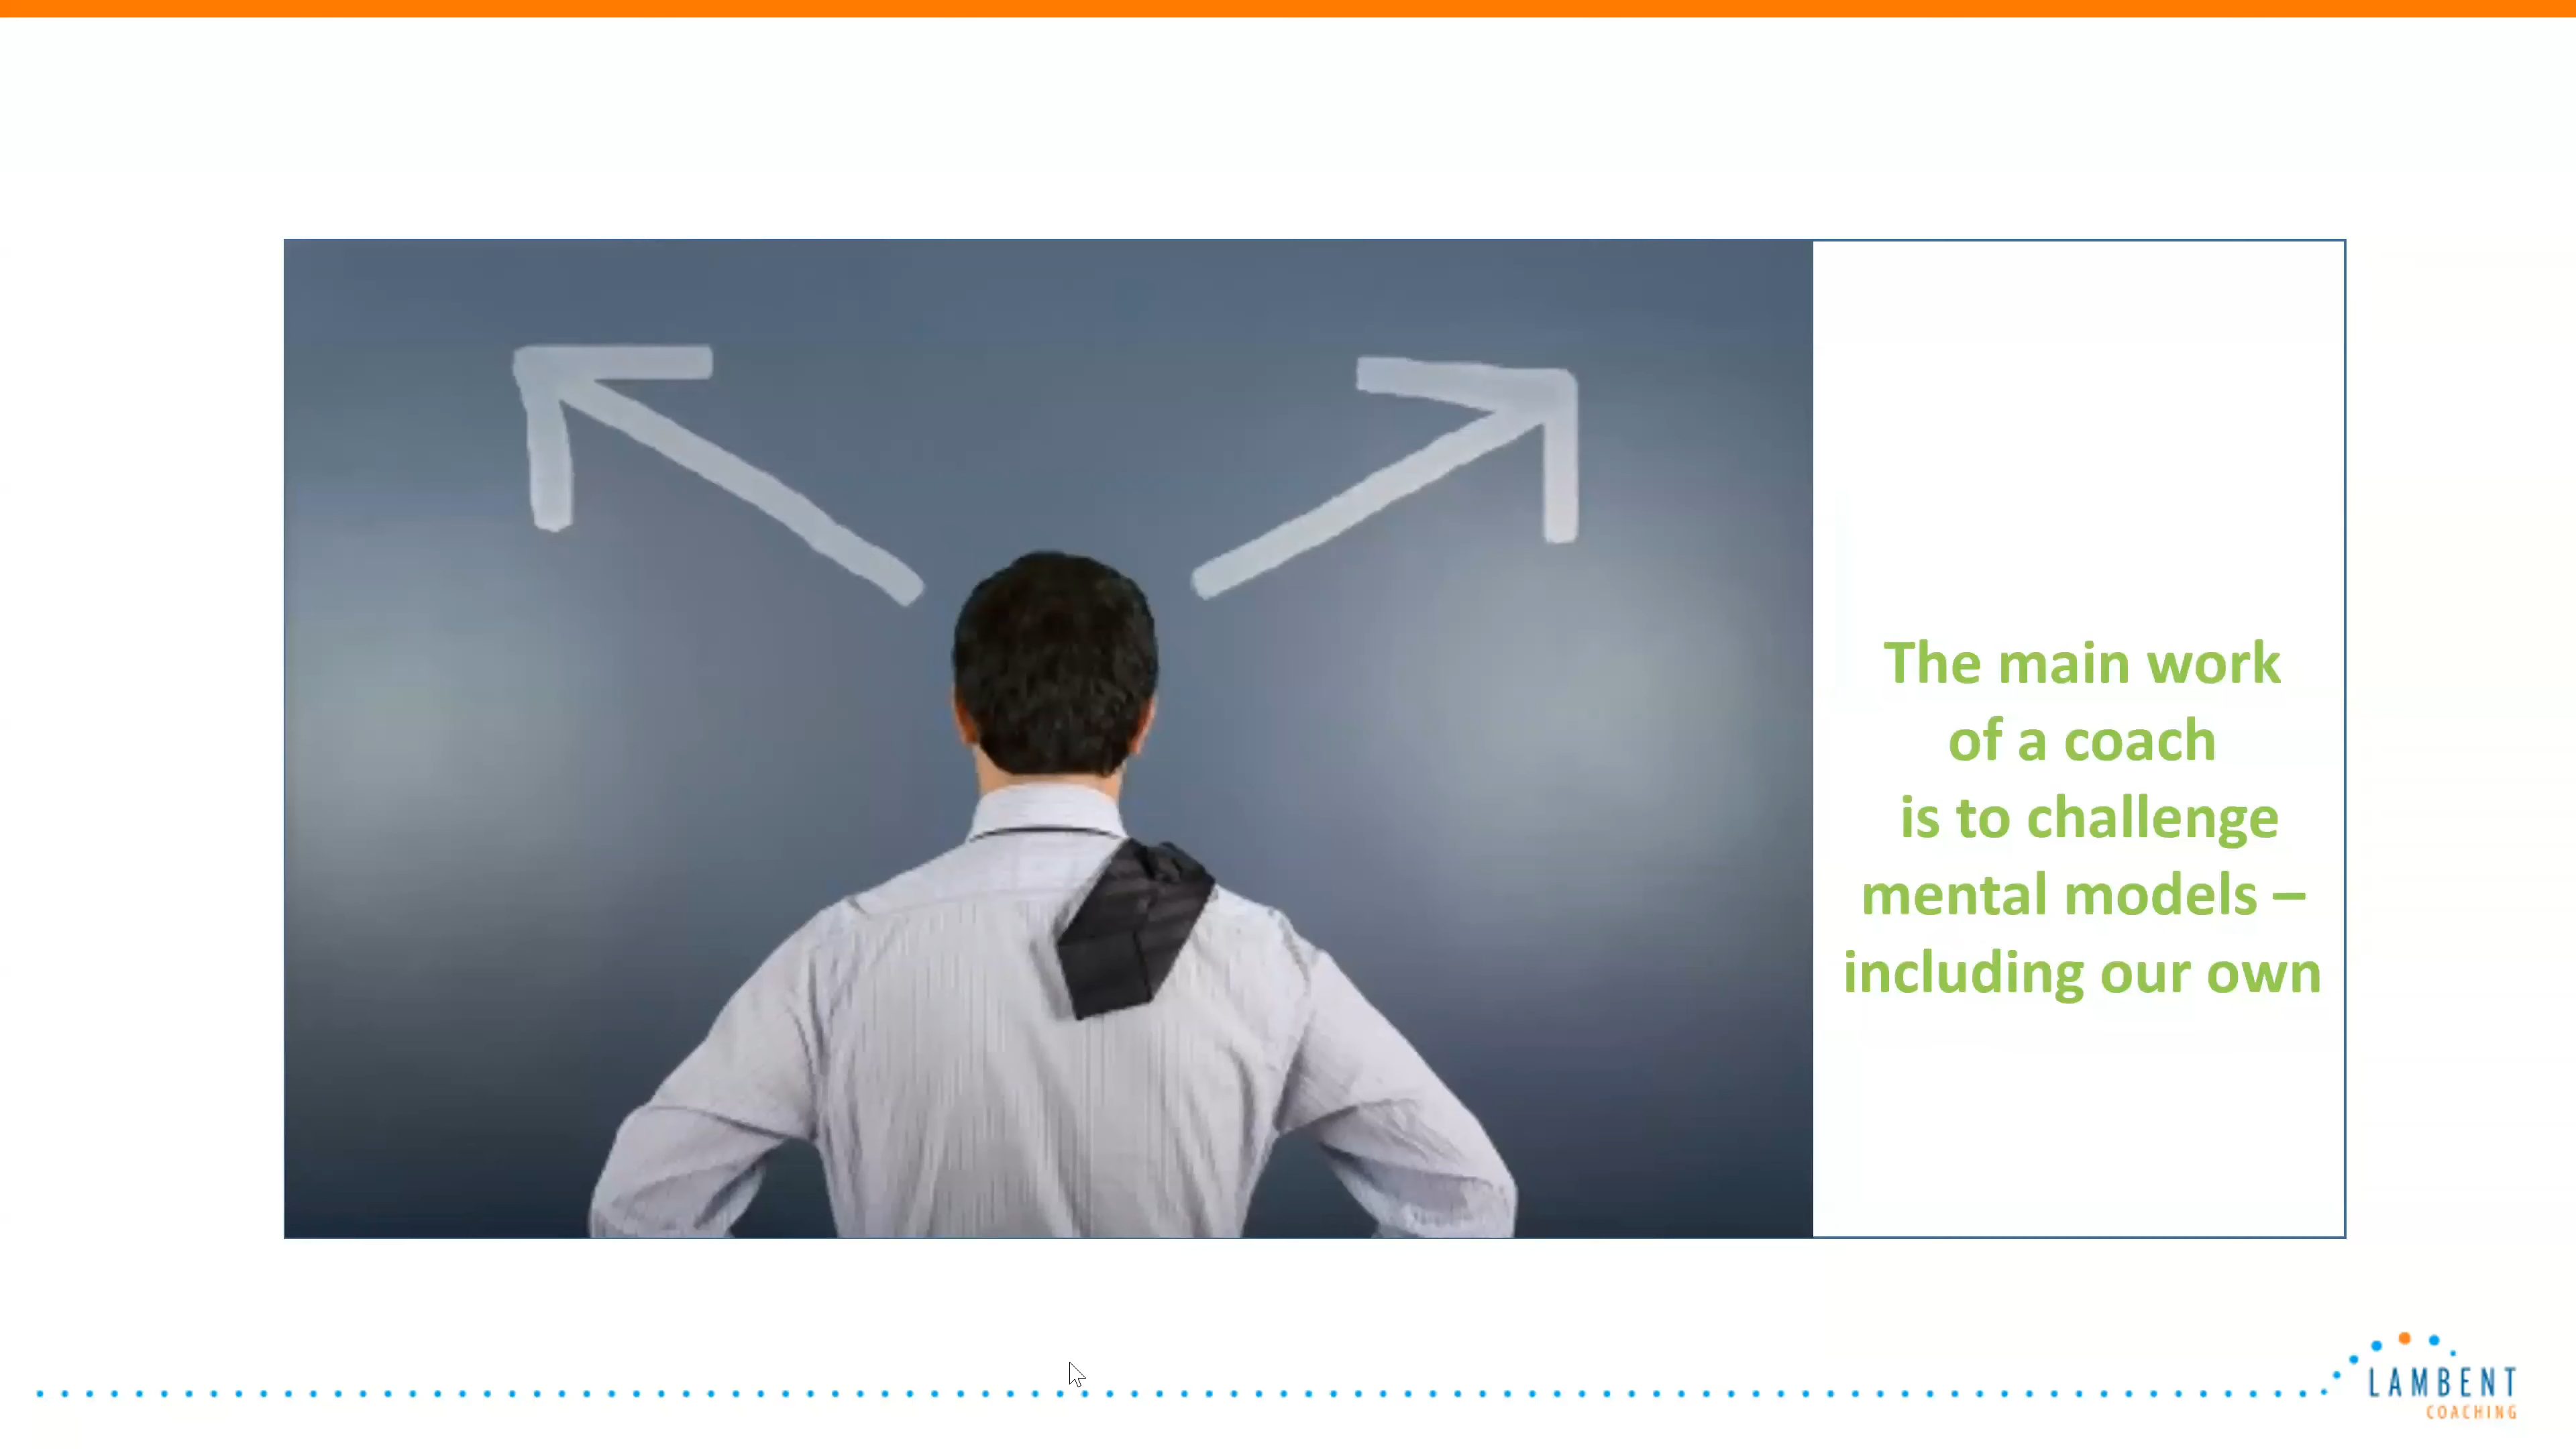 The main work
of a coach
is to challenge
mental models –
including our own
LAMBENT
COACHING